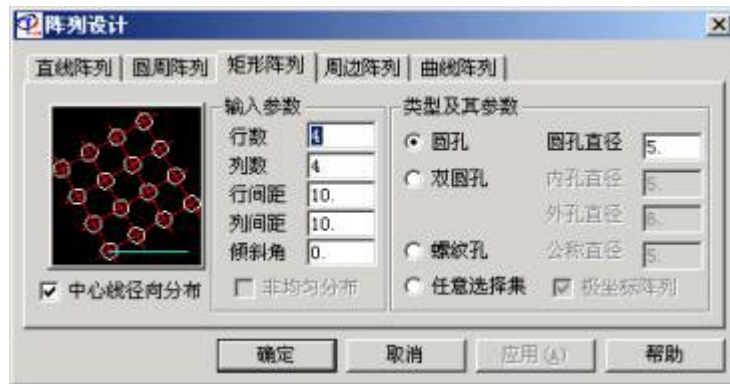 阵列设计
直线阵列 圆周阵列 矩形阵列 周边阵列 曲线阵列
输入参数
行数 4
列数 4
行间距 10.
列间距 10.
倾斜角 0.
非均匀分布
中心线径向分布
类型及其参数
圆孔 圆孔直径 5.
双圆孔 内孔直径 5.
外孔直径 6.
螺纹孔 公称直径 5.
任意选择集 极坐标阵列
确定 取消 应用(A) 帮助